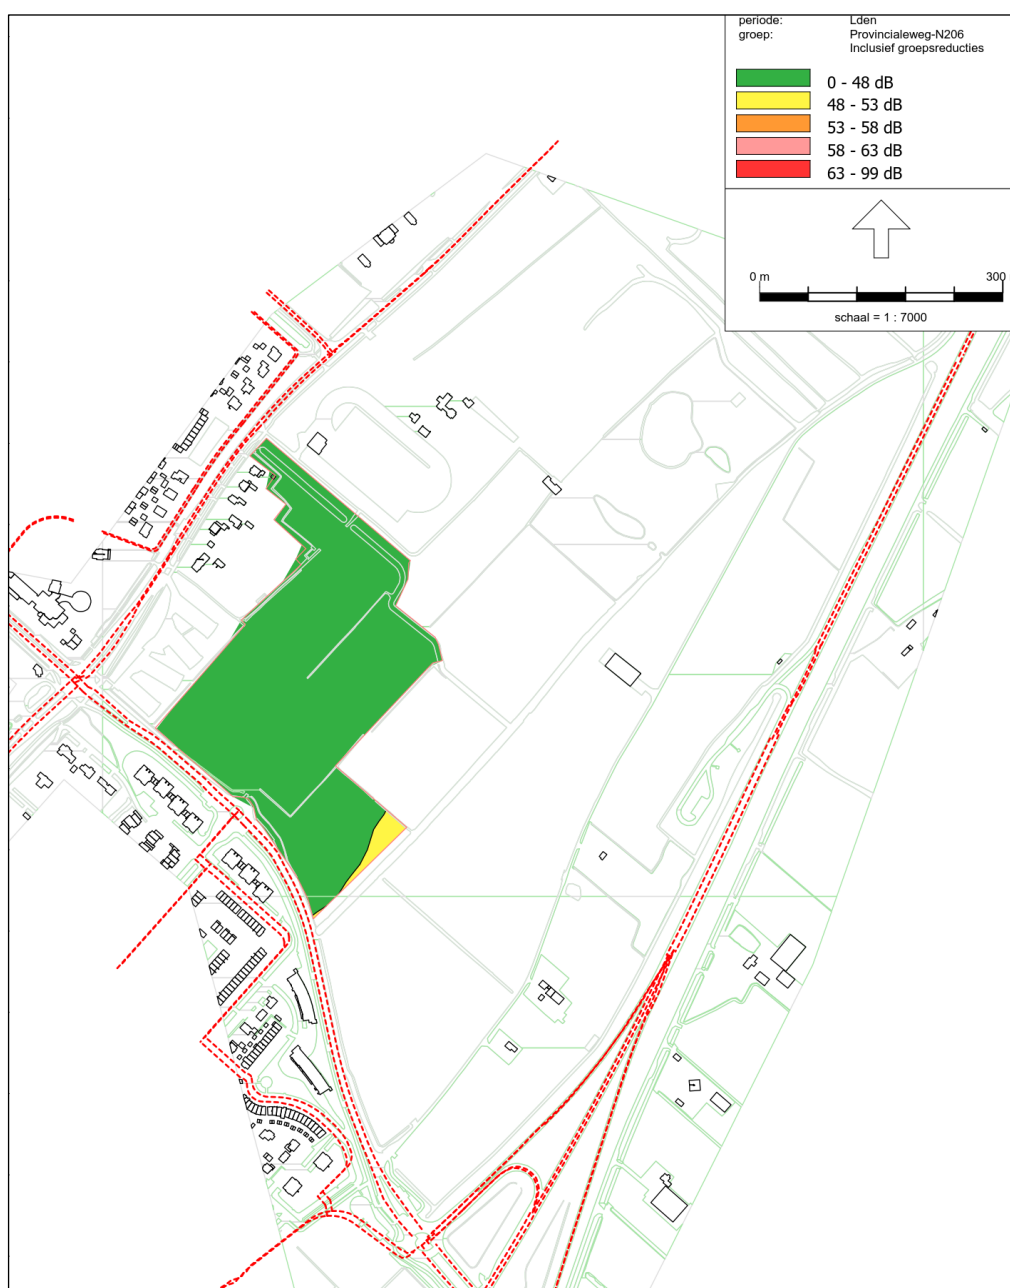 periode: Lden
groep: Provincialeweg-N206
Inclusief groepsreducties
0 - 48 dB
48 - 53 dB
53 - 58 dB
58 - 63 dB
63 - 99 dB
0 m 300
schaal = 1 : 7000